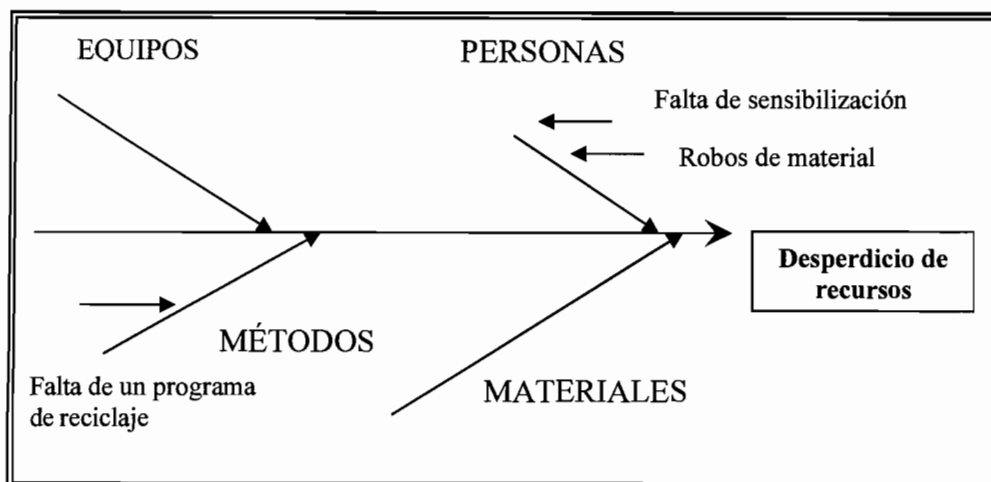 EQUIPOS
PERSONAS
Falta de sensibilización
Robos de material
Desperdicio de
recursos
MÉTODOS
Falta de un programa
de reciclaje
MATERIALES